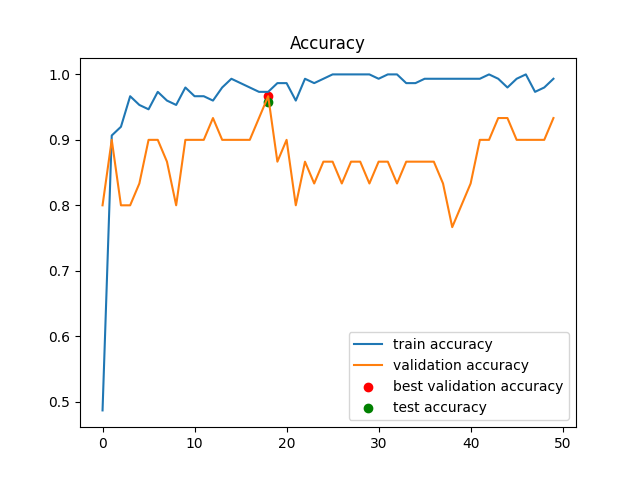 Accuracy
1.0
0.9
0.8
0.7
0.6
0.5
train accuracy
validation accuracy
best validation accuracy
test accuracy
0 10 20 30 40 50